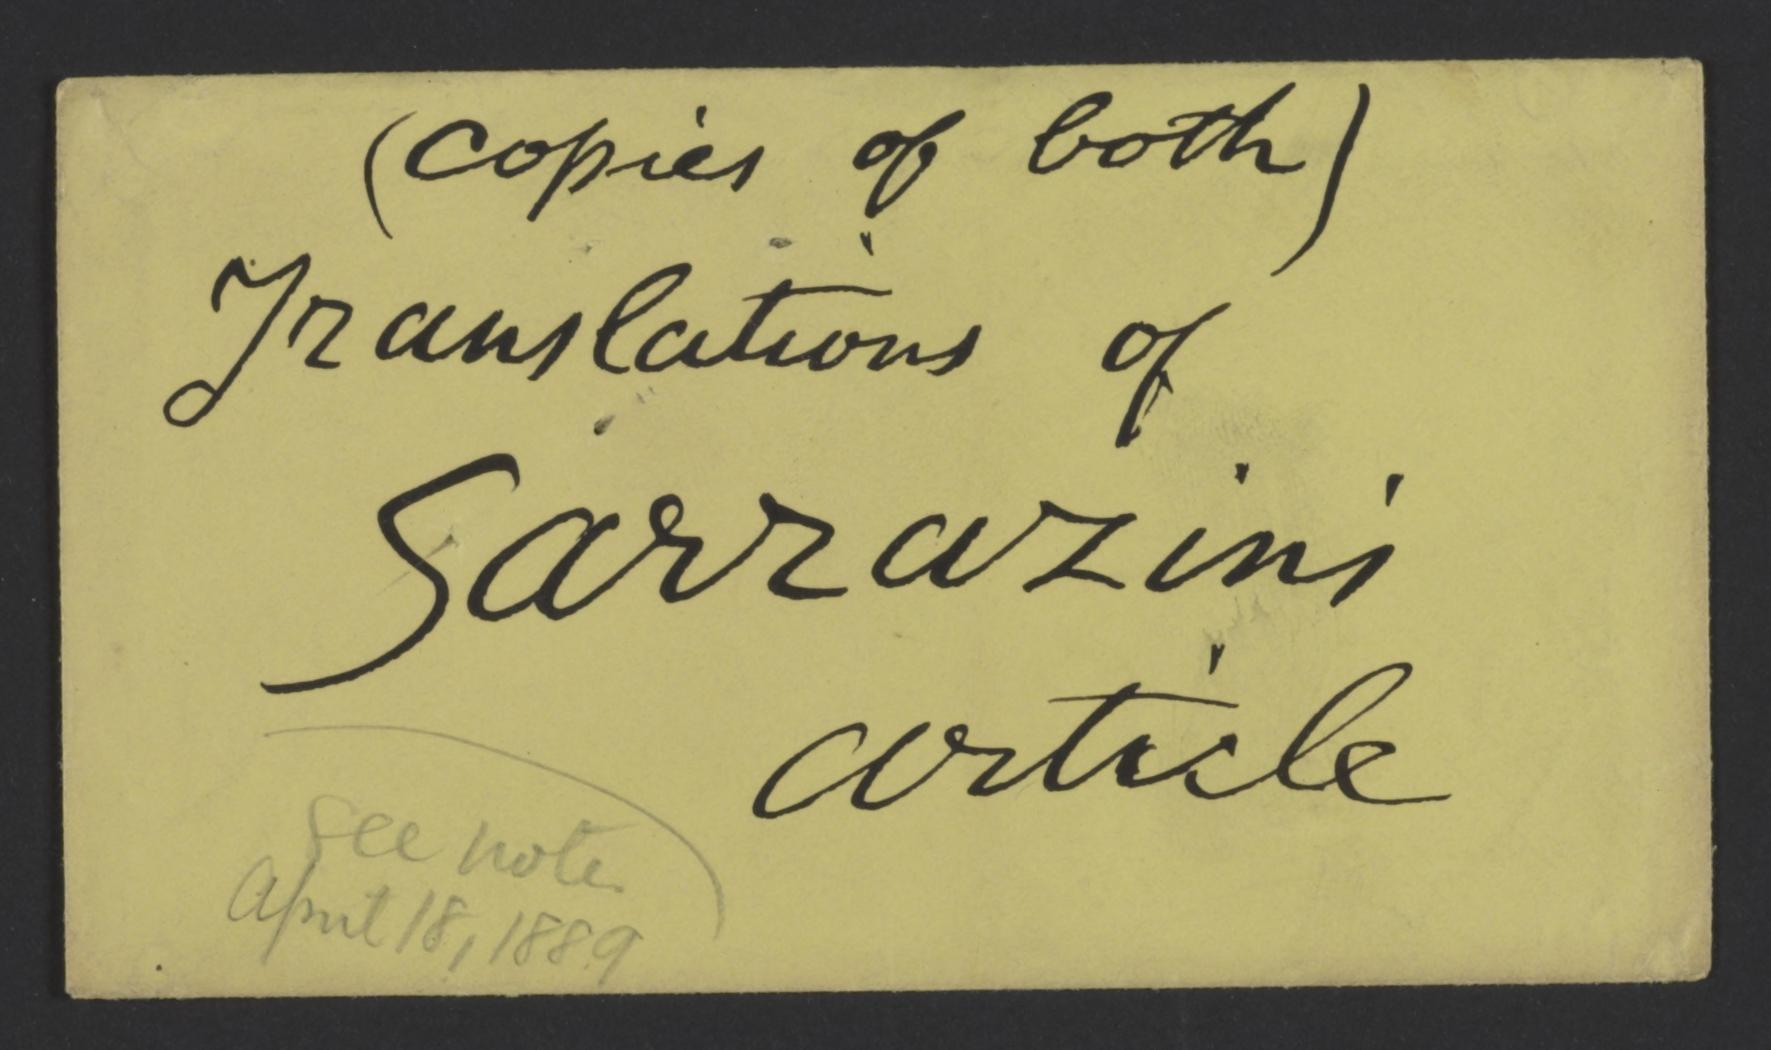 (copies of both)
Translations of
Sarrazin's
article
see note
April 18, 1889